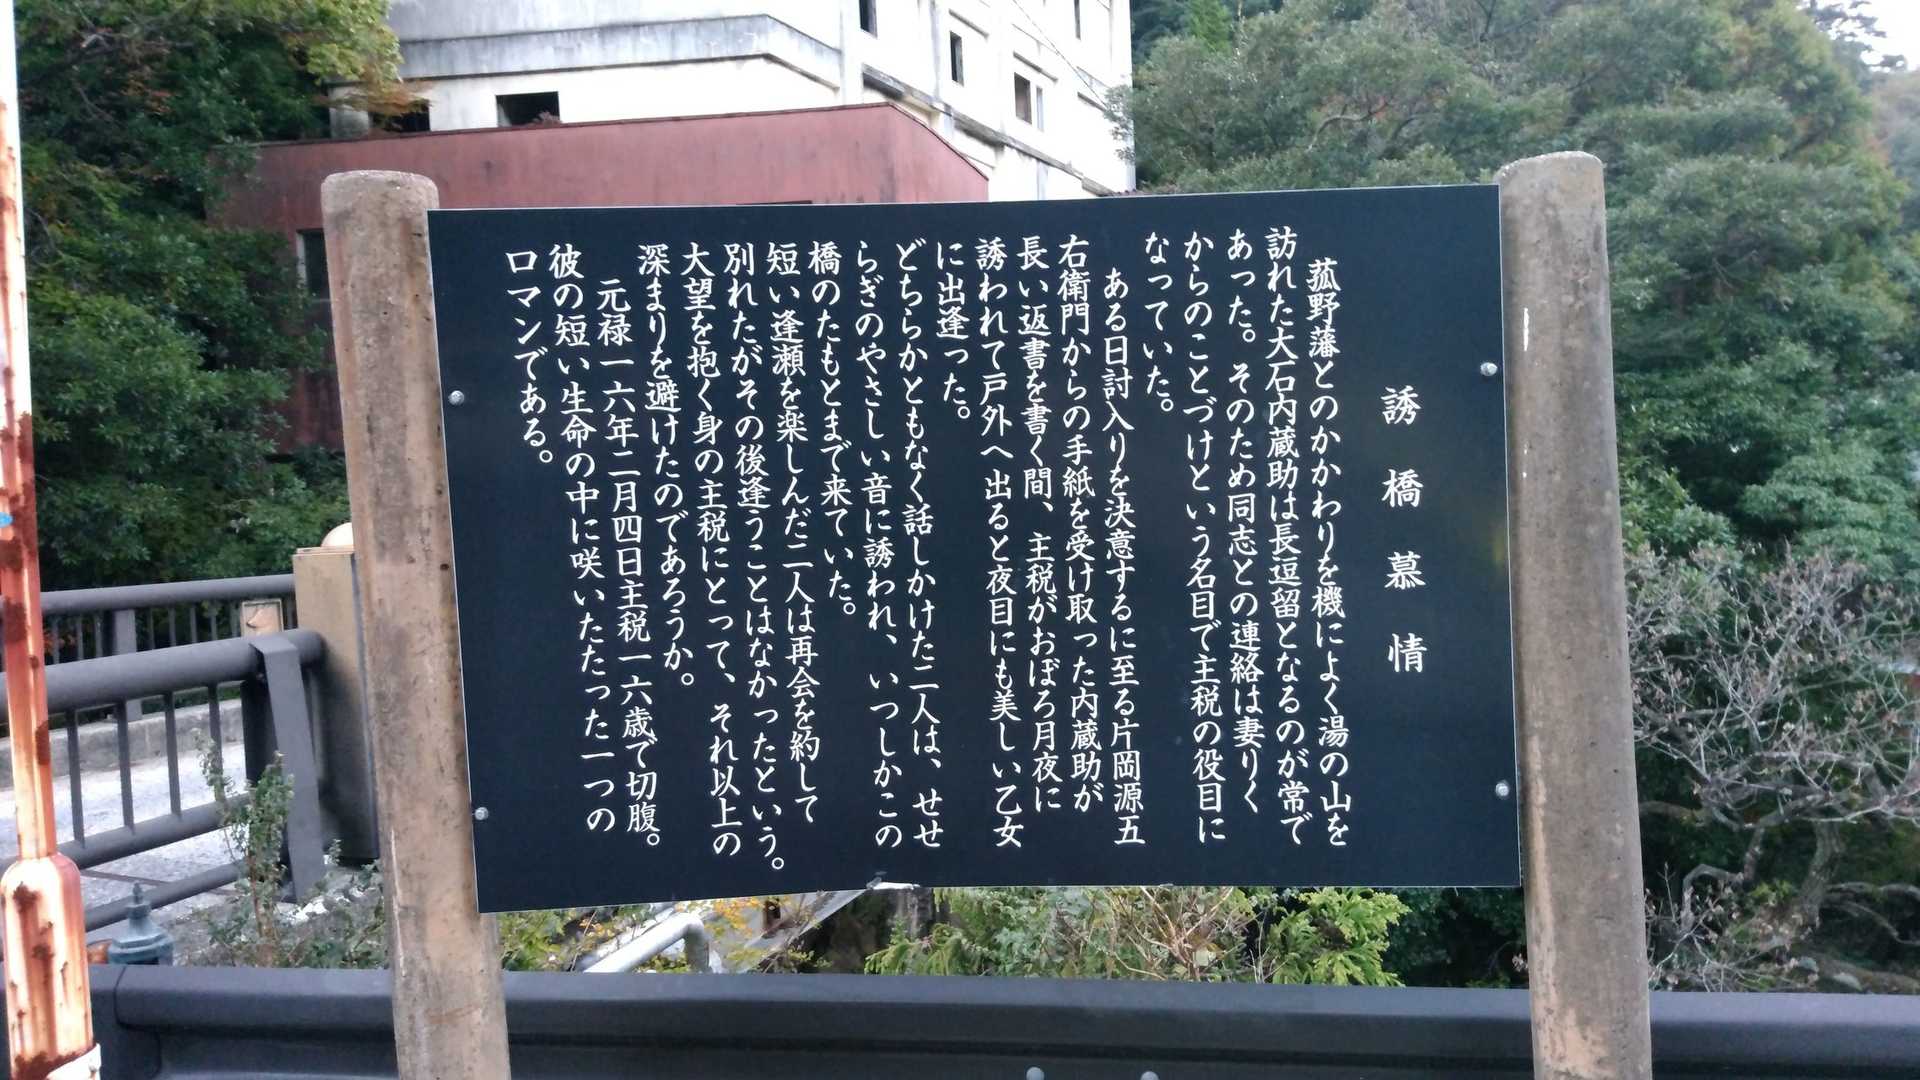 誘橋慕情
菰野藩とのかかわりを機によく湯の山を
訪れた大石内蔵助は長逗留となるのが常で
あった。そのため同志との連絡は妻りく
からのことづけという名目で主税の役目に
なっていた。
ある日討入りを決意するに至る片岡源五
右衛門からの手紙を受け取った内蔵助が
長い返書を書く間、主税がおぼろ月夜に
誘われて戸外へ出ると夜目にも美しい乙女
に出逢った。
どちらかともなく話しかけた二人は、せせ
らぎのやさしい音に誘われ、いつしかこの
橋のたもとまで来ていた。
短い逢瀬を楽しんだ二人は再会を約して
別れたがその後逢うことはなかったという。
大望を抱く身の主税にとって、それ以上の
深まりを避けたのであろうか。
元禄一六年二月四日主税一六歳で切腹。
彼の短い生命の中に咲いたたった一つの
ロマンである。